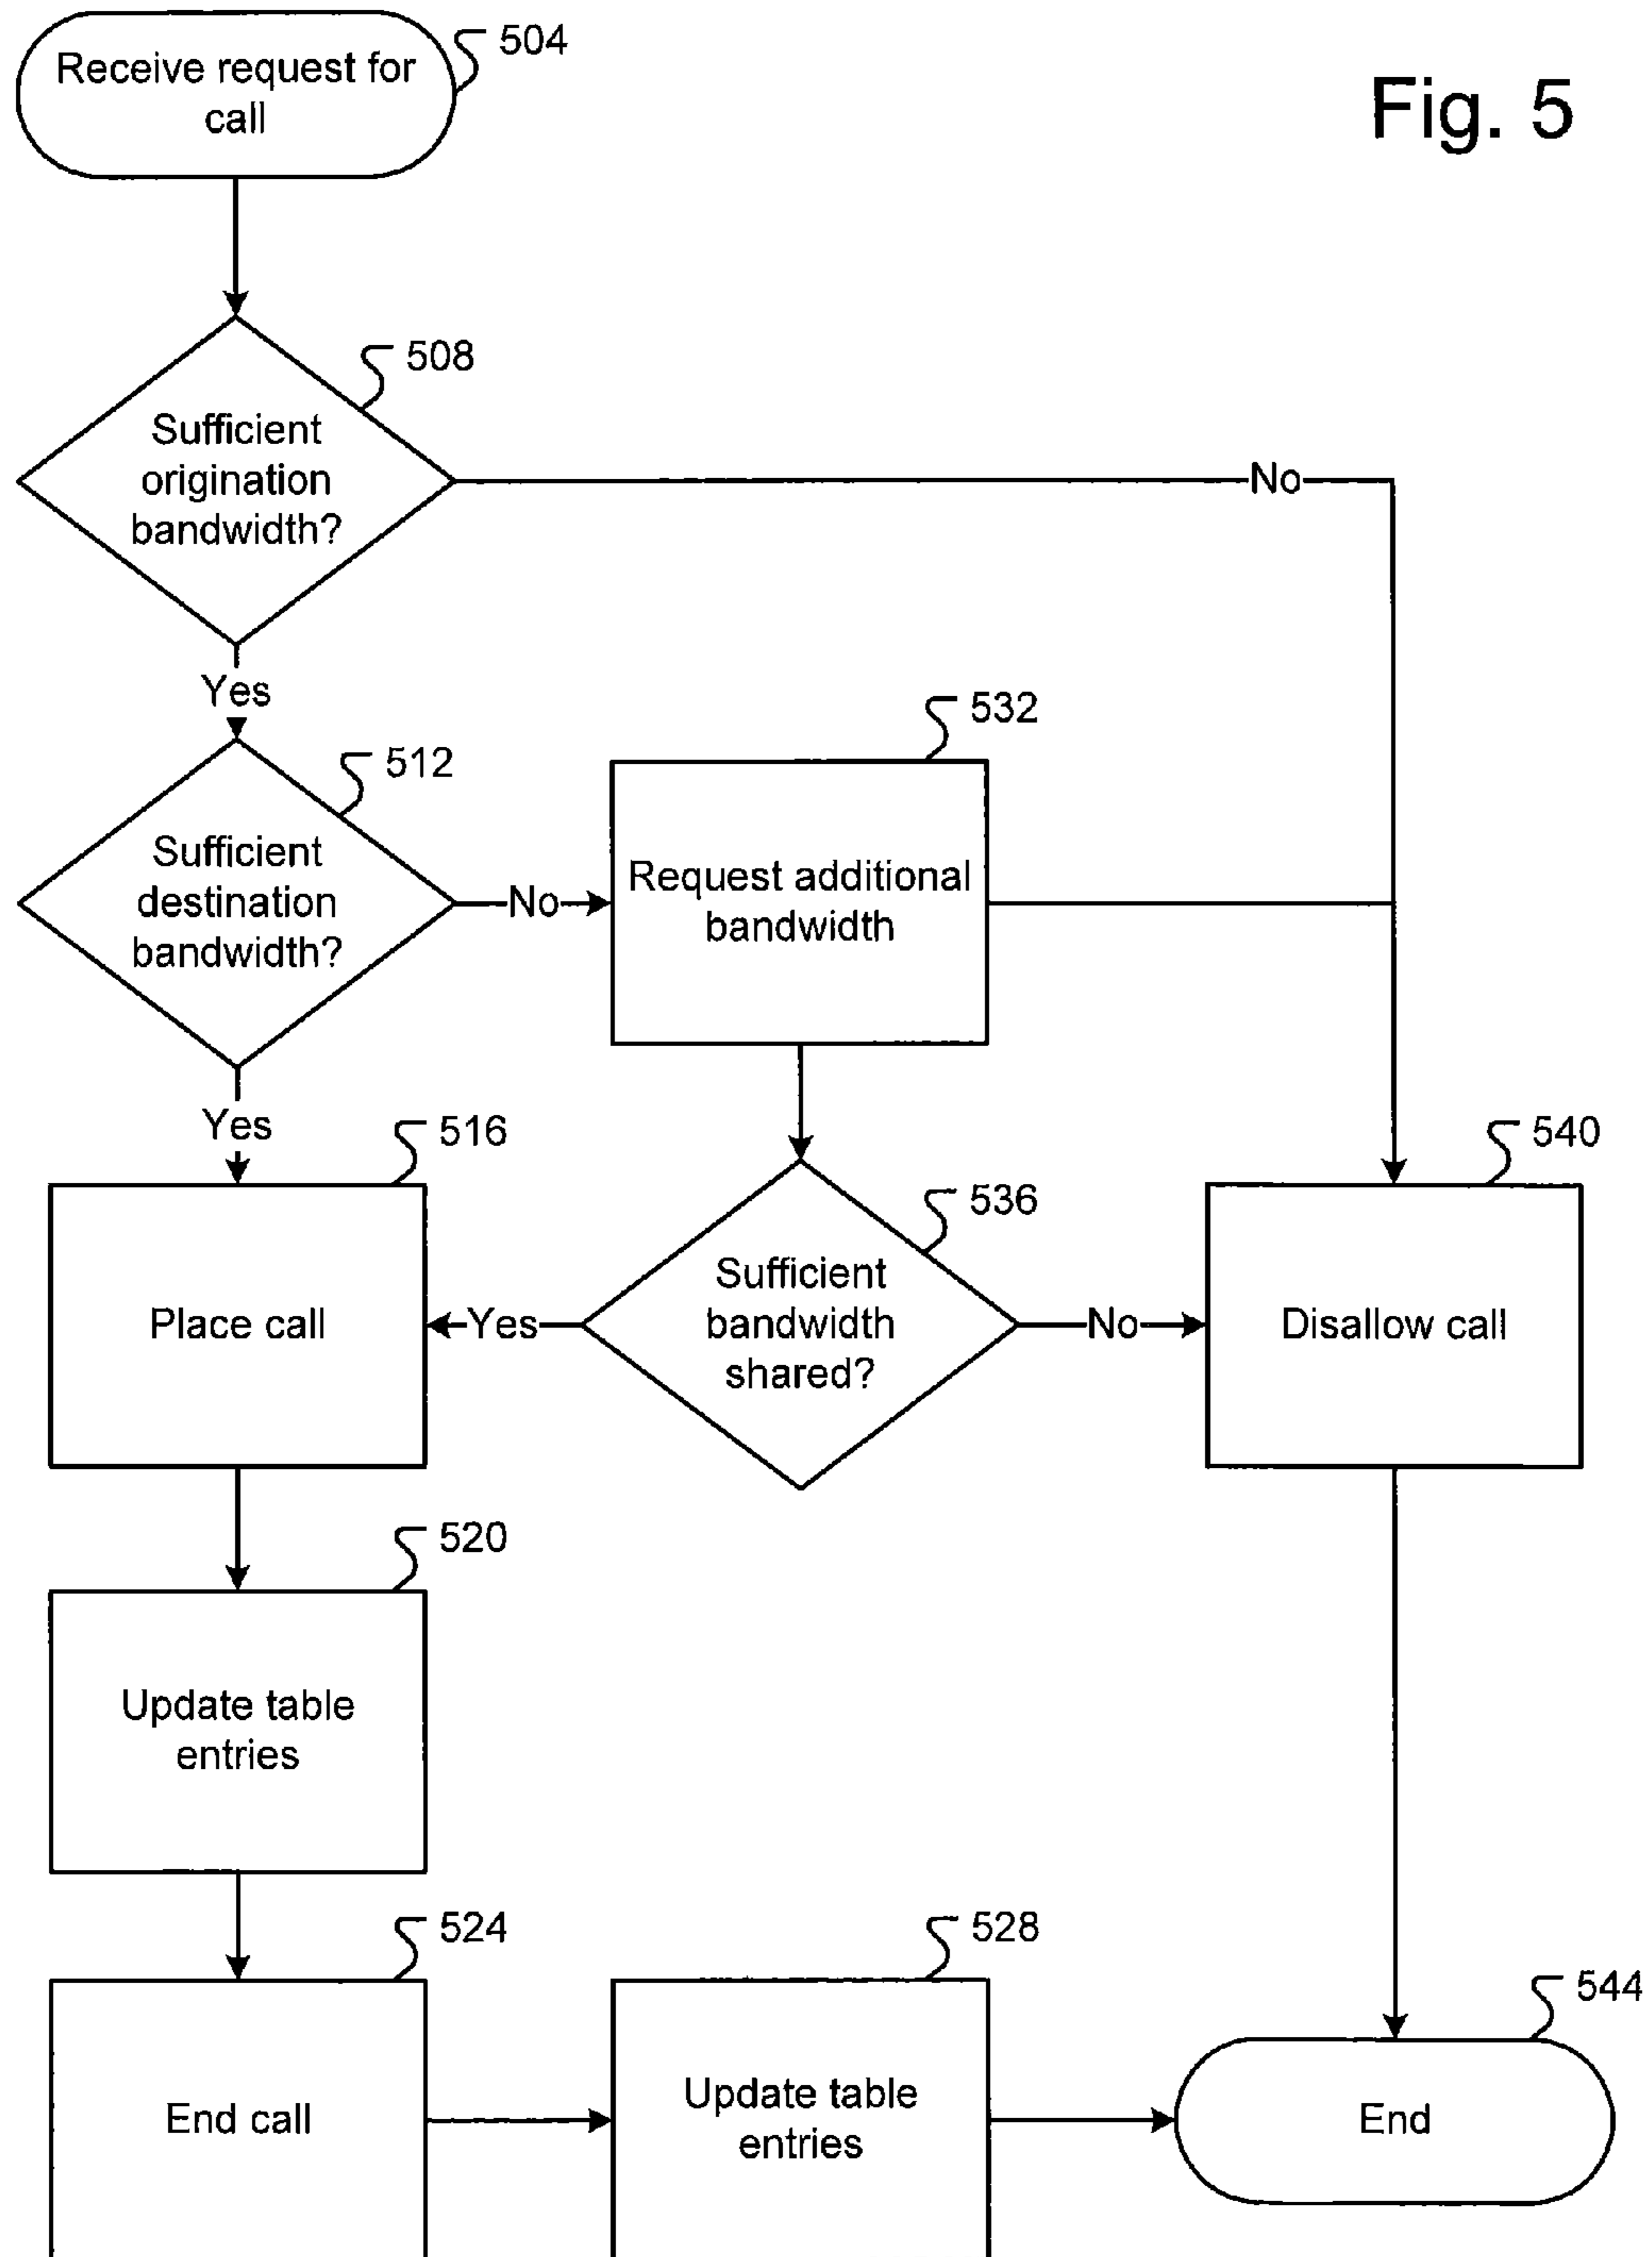 Fig. 5
504
Receive request for
call
508
Sufficient
origination
bandwidth?
No
Yes
532
512
Sufficient
destination
bandwidth?
No
Request additional
bandwidth
Yes
516
540
536
Place call
Yes
Sufficient
bandwidth
shared?
No
Disallow call
520
Update table
entries
524
528
544
End call
Update table
entries
End